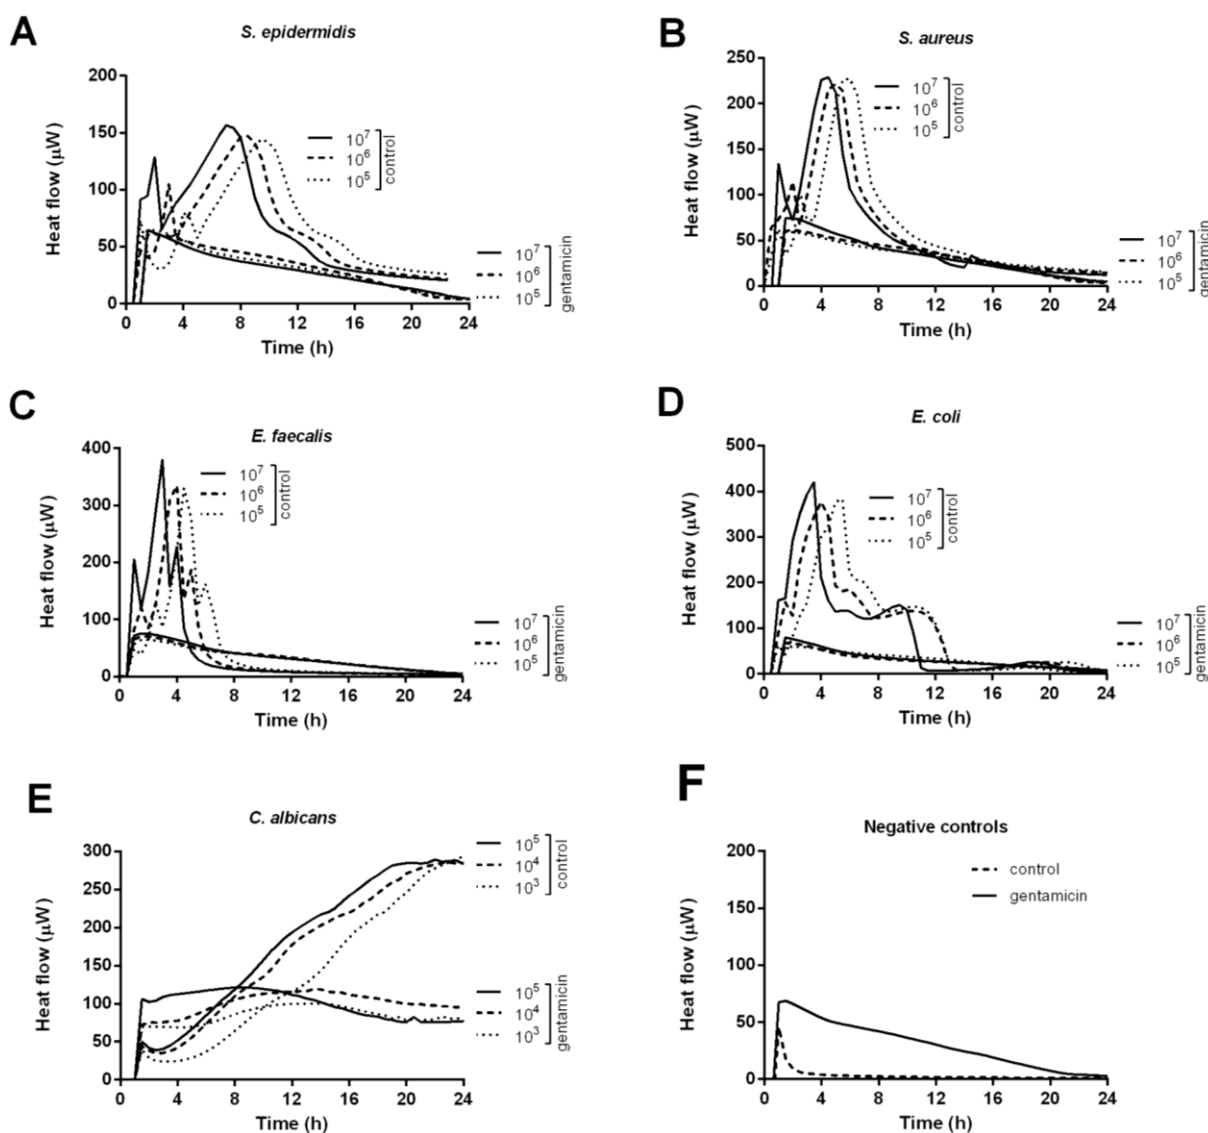 A
S. epidermidis
Heat flow (μW)
200
150
100
50
0
0 4 8 12 16 20 24
Time (h)
10⁷
10⁶
10⁵
control
10⁷
10⁶
10⁵
gentamicin
B
S. aureus
Heat flow (μW)
250
200
150
100
50
0
0 4 8 12 16 20 24
Time (h)
10⁷
10⁶
10⁵
control
10⁷
10⁶
10⁵
gentamicin
C
E. faecalis
Heat flow (μW)
400
300
200
100
0
0 4 8 12 16 20 24
Time (h)
10⁷
10⁶
10⁵
control
10⁷
10⁶
10⁵
gentamicin
D
E. coli
Heat flow (μW)
500
400
300
200
100
0
0 4 8 12 16 20 24
Time (h)
10⁷
10⁶
10⁵
control
10⁷
10⁶
10⁵
gentamicin
E
C. albicans
Heat flow (μW)
300
250
200
150
100
50
0
0 4 8 12 16 20 24
Time (h)
10⁵
10⁴
10³
control
10⁵
10⁴
10³
gentamicin
F
Negative controls
Heat flow (μW)
200
150
100
50
0
0 4 8 12 16 20 24
Time (h)
control
gentamicin